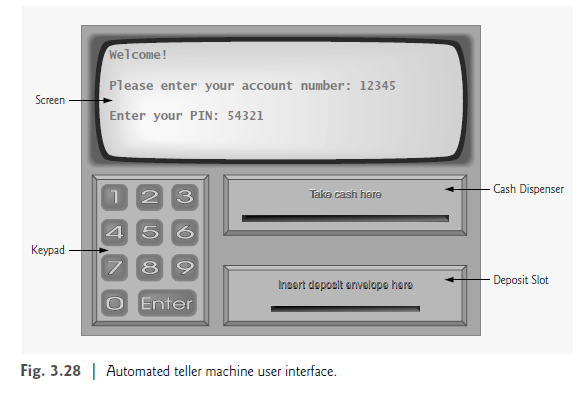 Welcome!
Please enter your account number: 12345
Enter your PIN: 54321
Screen
1 2 3
4 5 6
7 8 9
0 Enter
Keypad
Take cash here
Cash Dispenser
Insert deposit envelope here
Deposit Slot
Fig. 3.28 | Automated teller machine user interface.